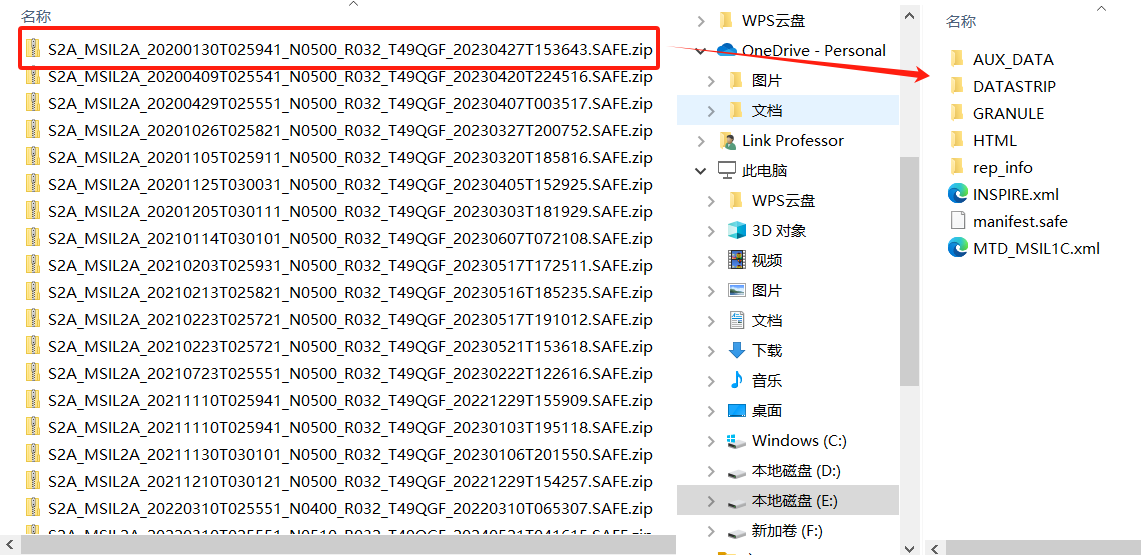 名称
S2A_MSIL2A_20200130T025941_N0500_R032_T49QGF_20230427T153643.SAFE.zip
S2A_MSIL2A_20200409T025541_N0500_R032_T49QGF_20230420T224516.SAFE.zip
S2A_MSIL2A_20200429T025551_N0500_R032_T49QGF_20230407T003517.SAFE.zip
S2A_MSIL2A_20201026T025821_N0500_R032_T49QGF_20230327T200752.SAFE.zip
S2A_MSIL2A_20201105T025911_N0500_R032_T49QGF_20230320T185816.SAFE.zip
S2A_MSIL2A_20201125T030031_N0500_R032_T49QGF_20230405T152925.SAFE.zip
S2A_MSIL2A_20201205T030111_N0500_R032_T49QGF_20230303T181929.SAFE.zip
S2A_MSIL2A_20210114T030101_N0500_R032_T49QGF_20230607T072108.SAFE.zip
S2A_MSIL2A_20210203T025931_N0500_R032_T49QGF_20230517T172511.SAFE.zip
S2A_MSIL2A_20210213T025821_N0500_R032_T49QGF_20230516T185235.SAFE.zip
S2A_MSIL2A_20210223T025721_N0500_R032_T49QGF_20230517T191012.SAFE.zip
S2A_MSIL2A_20210223T025721_N0500_R032_T49QGF_20230521T153618.SAFE.zip
S2A_MSIL2A_20210723T025551_N0500_R032_T49QGF_20230222T122616.SAFE.zip
S2A_MSIL2A_20211110T025941_N0500_R032_T49QGF_20221229T155909.SAFE.zip
S2A_MSIL2A_20211110T025941_N0500_R032_T49QGF_20230103T195118.SAFE.zip
S2A_MSIL2A_20211130T030101_N0500_R032_T49QGF_20230106T201550.SAFE.zip
S2A_MSIL2A_20211210T030121_N0500_R032_T49QGF_20221229T154257.SAFE.zip
S2A_MSIL2A_20220310T025551_N0400_R032_T49QGF_20220310T065307.SAFE.zip
WPS云盘
OneDrive - Personal
图片
文档
Link Professor
此电脑
WPS云盘
3D 对象
视频
图片
文档
下载
音乐
桌面
Windows (C:)
本地磁盘 (D:)
本地磁盘 (E:)
新加卷 (F:)
名称
AUX_DATA
DATASTRIP
GRANULE
HTML
rep_info
INSPIRE.xml
manifest.safe
MTD_MSIL1C.xml